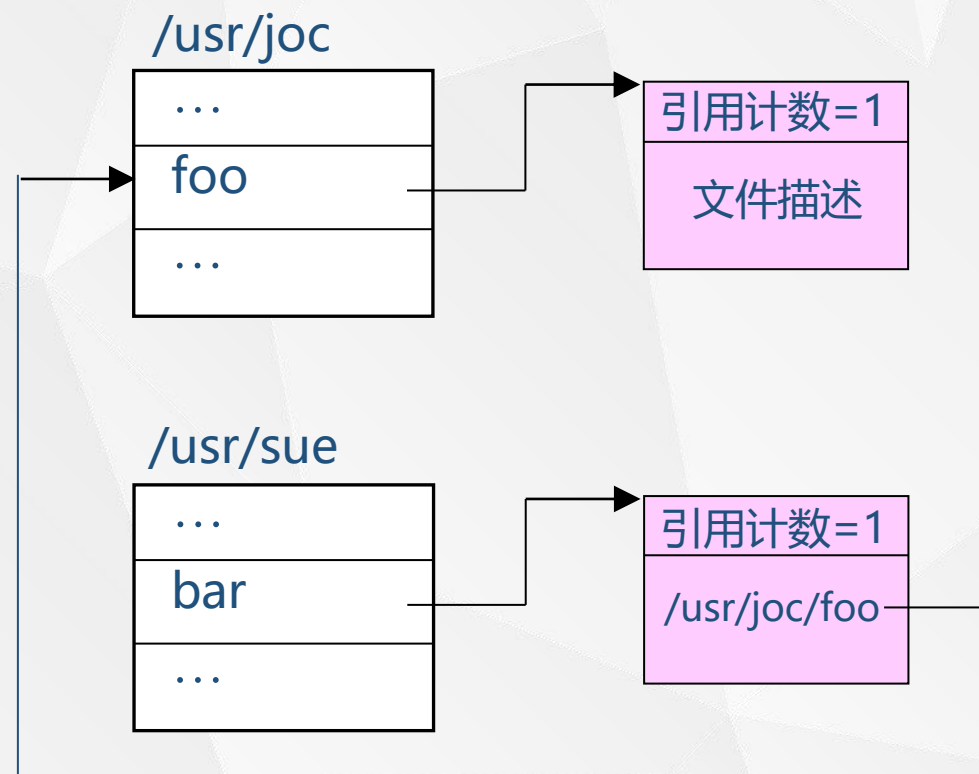 /usr/joc
…
foo
…
引用计数=1
文件描述
/usr/sue
…
bar
…
引用计数=1
/usr/joc/foo